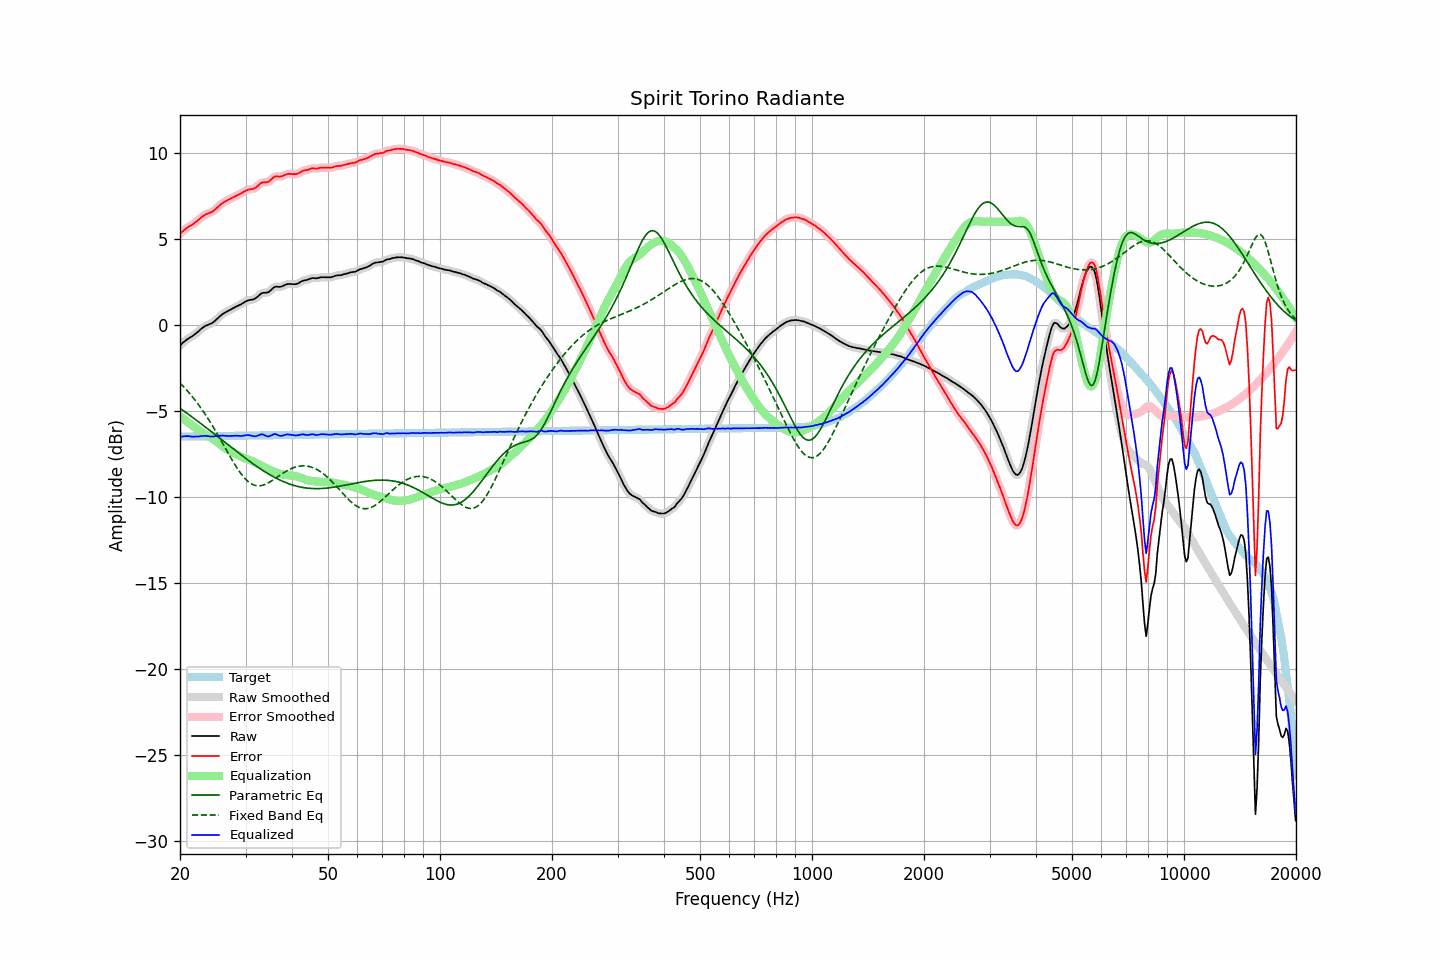 Spirit Torino Radiante
Amplitude (dBr)
10
5
0
−5
−10
−15
−20
−25
−30
Target
Raw Smoothed
Error Smoothed
Raw
Error
Equalization
Parametric Eq
Fixed Band Eq
Equalized
20 50 100 200 500 1000 2000 5000 10000 20000
Frequency (Hz)